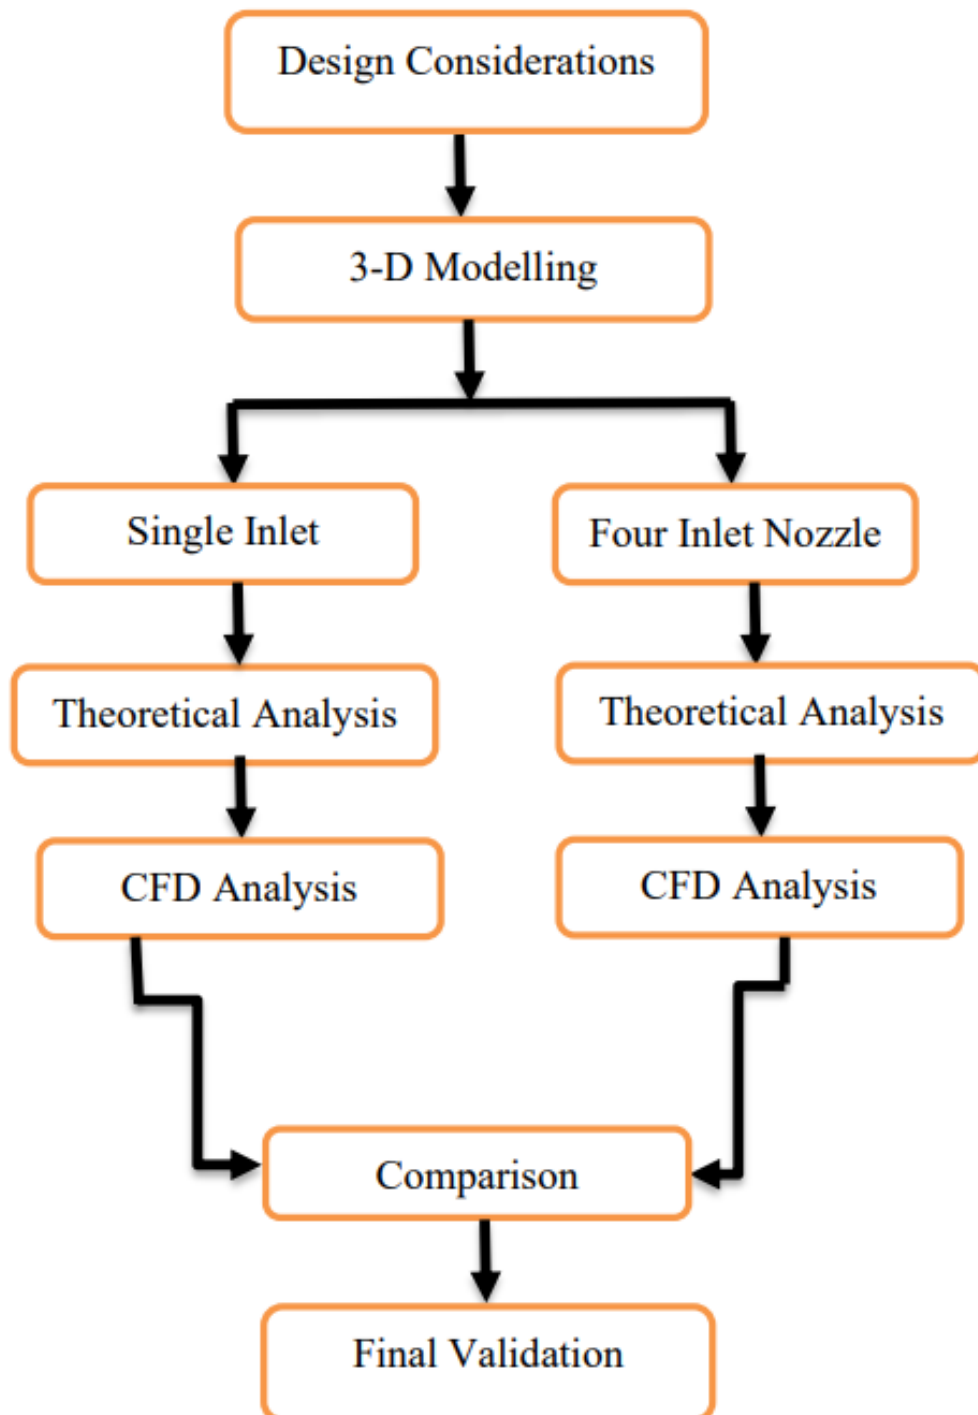 Design Considerations
3-D Modelling
Single Inlet
Four Inlet Nozzle
Theoretical Analysis
Theoretical Analysis
CFD Analysis
CFD Analysis
Comparison
Final Validation